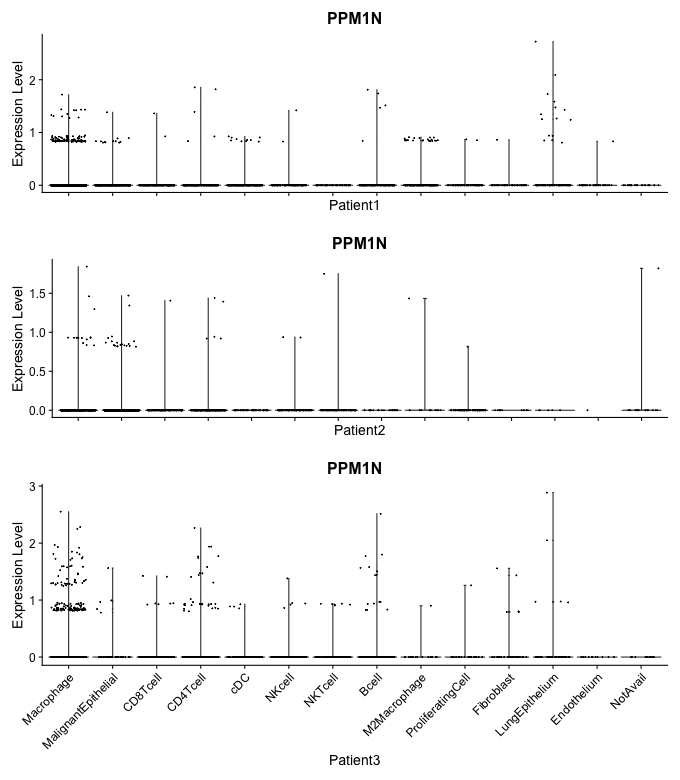 PPM1N
Expression Level
2
1
0
Patient1
PPM1N
Expression Level
1.5
1.0
0.5
0.0
Patient2
PPM1N
Expression Level
3
2
1
0
Macrophage
MalignantEpithelial
CD8Tcell
CD4Tcell
cDC
NKcell
NKTcell
Bcell
M2Macrophage
ProliferatingCell
Fibroblast
LungEpithelium
Endothelium
NotAvail
Patient3